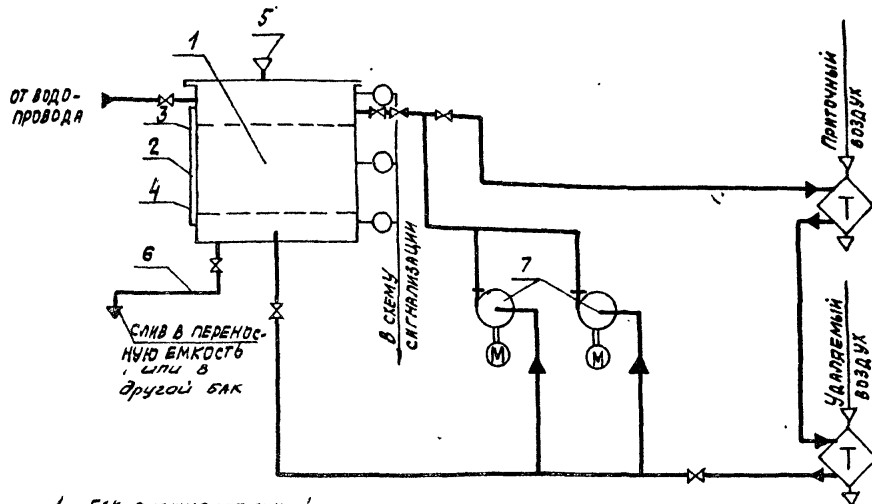 5
1
ОТ ВОДО-
ПРОВОДА
3
2
4
6
СЛИВ В ПЕРЕНОС-
НУЮ ЕМКОСТЬ
ИЛИ В
ДРУГОЙ БАК
В СХЕМУ
СИГНАЛИЗАЦИИ
7
М
М
ПРИТОЧНЫЙ
ВОЗДУХ
Т
УДАЛЯЕМЫЙ
ВОЗДУХ
Т